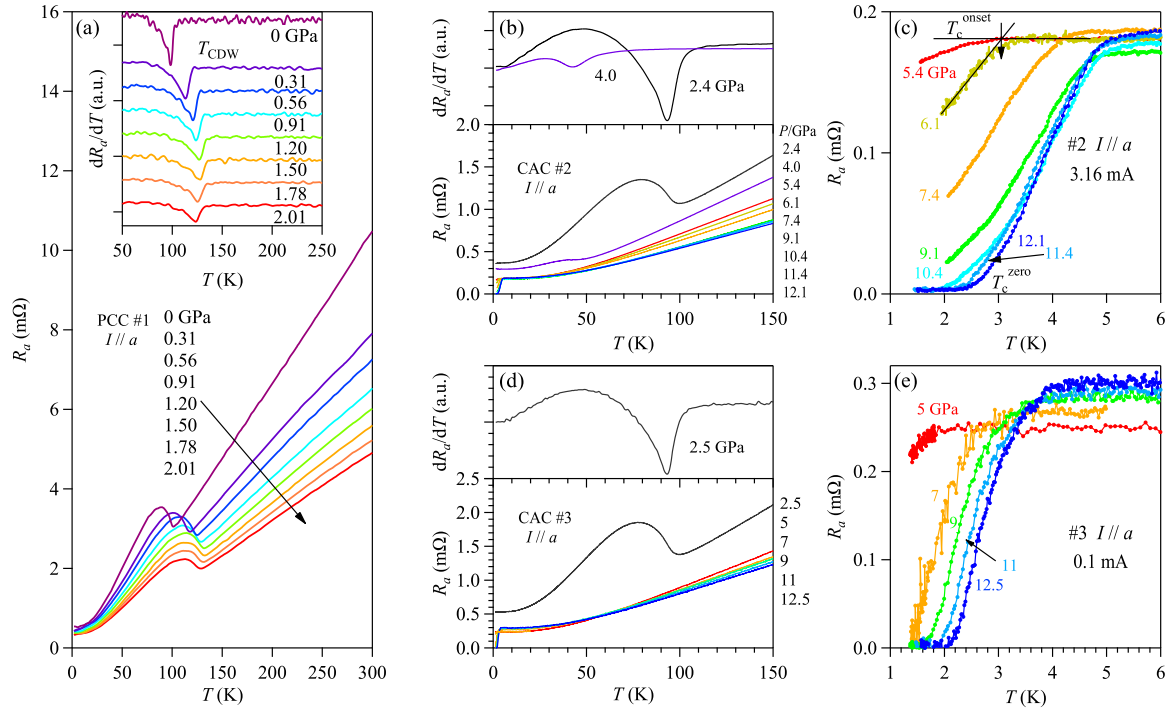 (a)
16
14
12
10
8
6
4
2
0
R_a (mΩ)
0
50
100
150
200
250
300
T (K)
dR_a/dT (a.u.)
T_CDW
0 GPa
0.31
0.56
0.91
1.20
1.50
1.78
2.01
50
100
150
200
250
T (K)
PCC #1
I // a
0 GPa
0.31
0.56
0.91
1.20
1.50
1.78
2.01
(b)
dR_a/dT (a.u.)
4.0
2.4 GPa
2.0
1.5
1.0
0.5
0.0
R_a (mΩ)
CAC #2
I // a
P/GPa
2.4
4.0
5.4
6.1
7.4
9.1
10.4
11.4
12.1
0
50
100
150
T (K)
(c)
0.2
0.1
0.0
R_a (mΩ)
T_c^onset
5.4 GPa
6.1
7.4
9.1
10.4
12.1
11.4
T_c^zero
#2 I // a
3.16 mA
1
2
3
4
5
6
T (K)
(d)
dR_a/dT (a.u.)
2.5 GPa
2.5
2.0
1.5
1.0
0.5
0.0
R_a (mΩ)
CAC #3
I // a
2.5
5
7
9
11
12.5
0
50
100
150
T (K)
(e)
0.3
0.2
0.1
0.0
R_a (mΩ)
5 GPa
7
9
11
12.5
#3 I // a
0.1 mA
1
2
3
4
5
6
T (K)